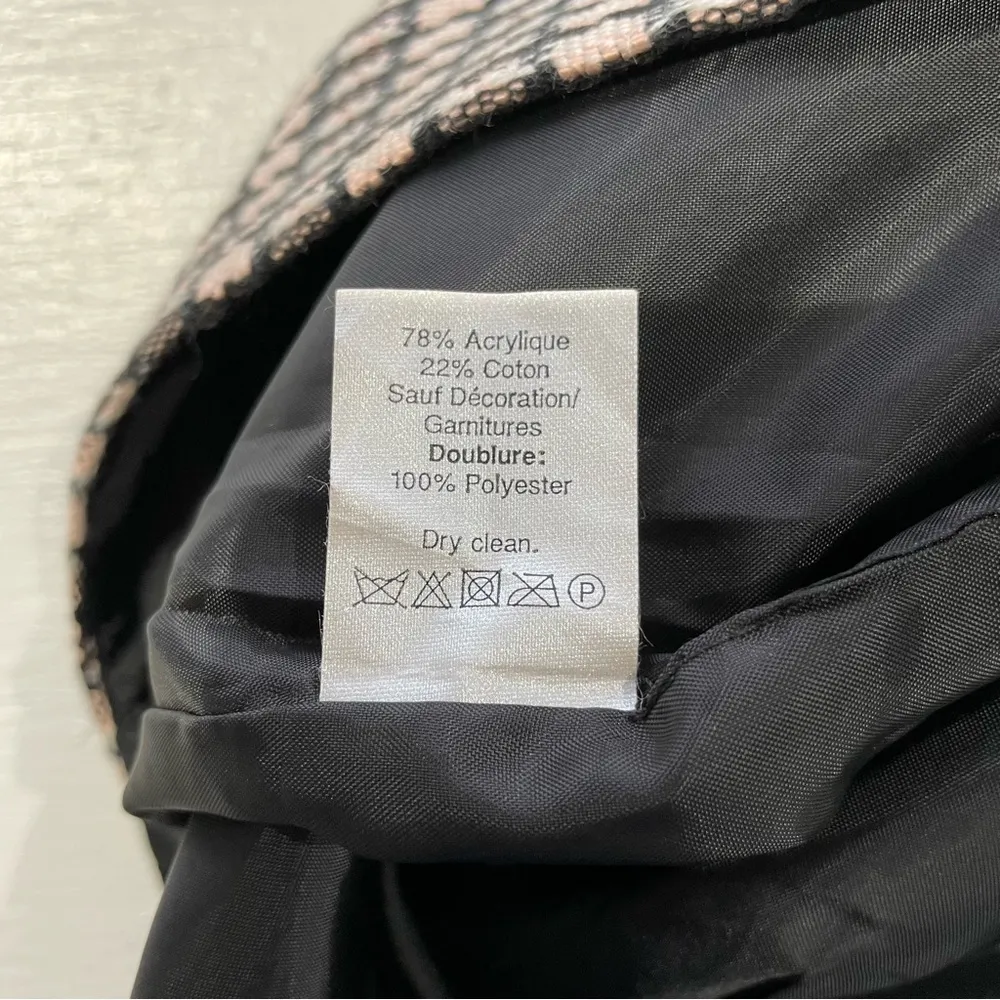 78% Acrylique
22% Coton
Sauf Décoration/
Garnitures
Doublure:
100% Polyester
Dry clean.
P